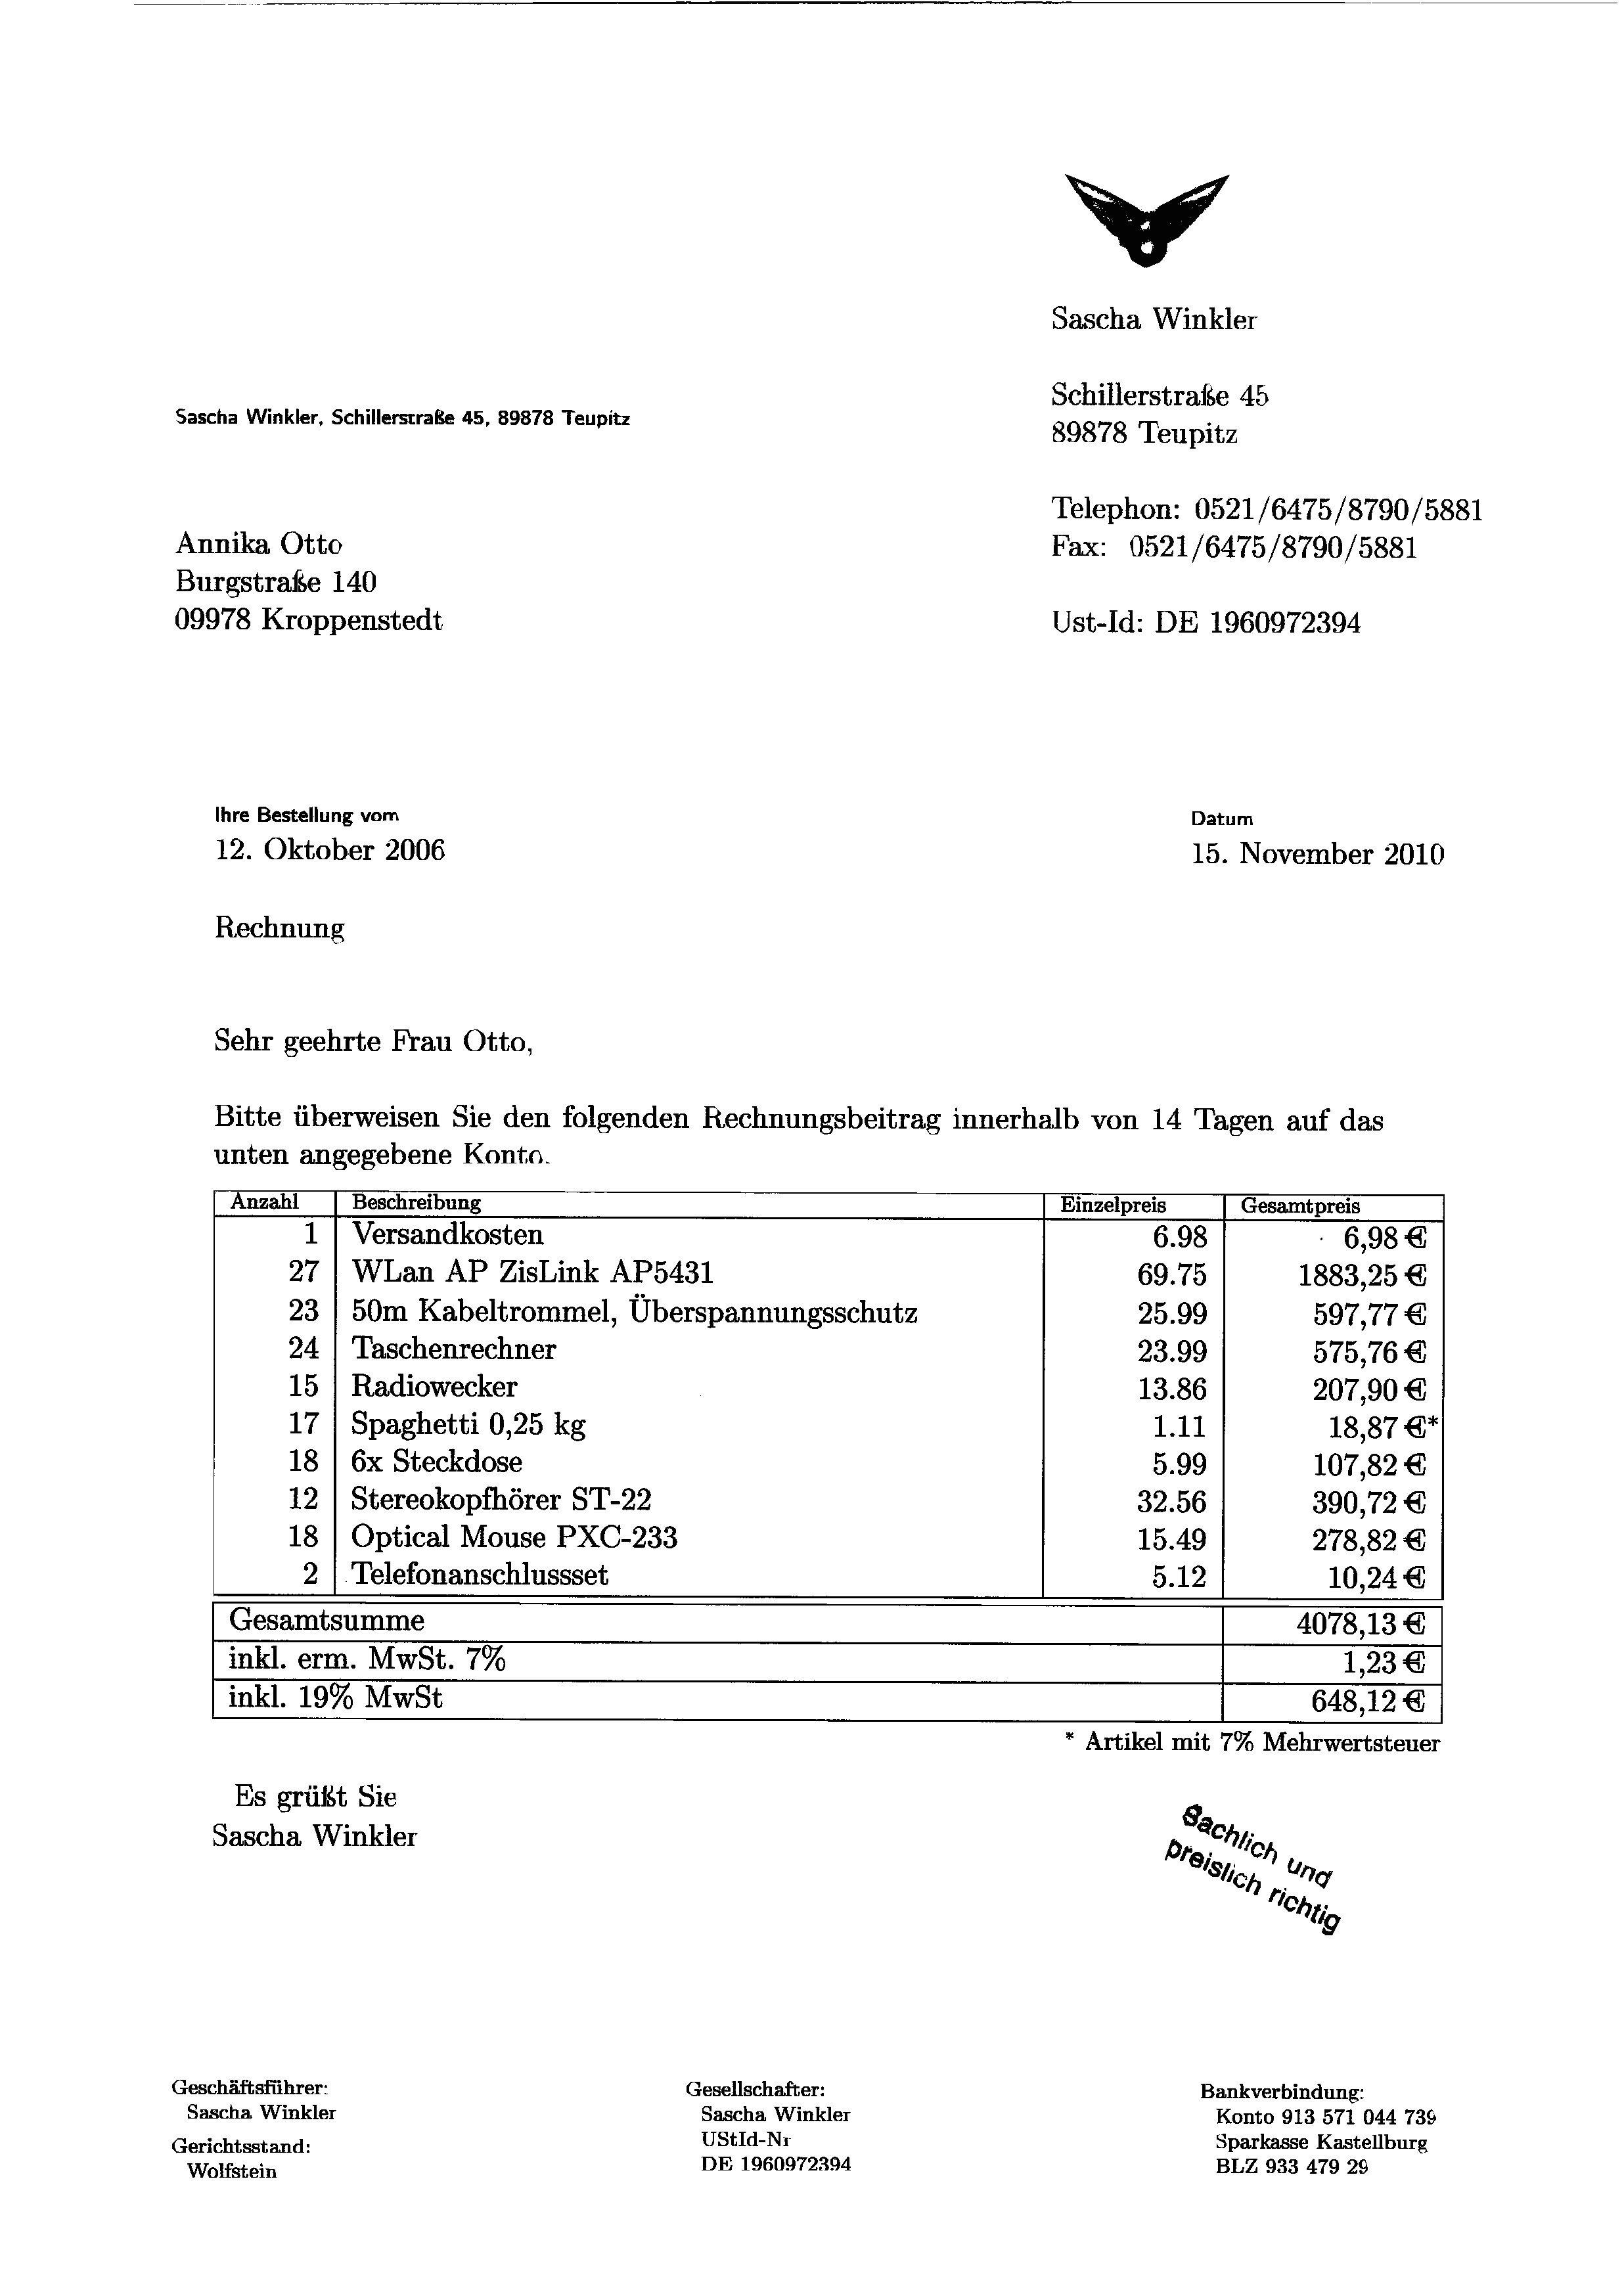 Sascha Winkler
Schillerstraße 45
89878 Teupitz
Telephon: 0521/6475/8790/5881
Fax: 0521/6475/8790/5881
Ust-Id: DE 1960972394
Sascha Winkler, Schillerstraße 45, 89878 Teupitz
Annika Otto
Burgstraße 140
09978 Kroppenstedt
Ihre Bestellung vom
12. Oktober 2006
Datum
15. November 2010
Rechnung
Sehr geehrte Frau Otto,
Bitte überweisen Sie den folgenden Rechnungsbeitrag innerhalb von 14 Tagen auf das
unten angegebene Konto.
Anzahl Beschreibung Einzelpreis Gesamtpreis
1 Versandkosten 6.98 6,98 €
27 WLan AP ZisLink AP5431 69.75 1883,25 €
23 50m Kabeltrommel, Überspannungsschutz 25.99 597,77 €
24 Taschenrechner 23.99 575,76 €
15 Radiowecker 13.86 207,90 €
17 Spaghetti 0,25 kg 1.11 18,87 €*
18 6x Steckdose 5.99 107,82 €
12 Stereokopfhörer ST-22 32.56 390,72 €
18 Optical Mouse PXC-233 15.49 278,82 €
2 Telefonanschlussset 5.12 10,24 €
Gesamtsumme 4078,13 €
inkl. erm. MwSt. 7% 1,23 €
inkl. 19% MwSt 648,12 €
* Artikel mit 7% Mehrwertsteuer
Es grüßt Sie
Sascha Winkler
Sachlich und
preislich richtig
Geschäftsführer:
Sascha Winkler
Gerichtsstand:
Wolfstein
Gesellschafter:
Sascha Winkler
UStId-Nr
DE 1960972394
Bankverbindung:
Konto 913 571 044 739
Sparkasse Kastellburg
BLZ 933 479 29